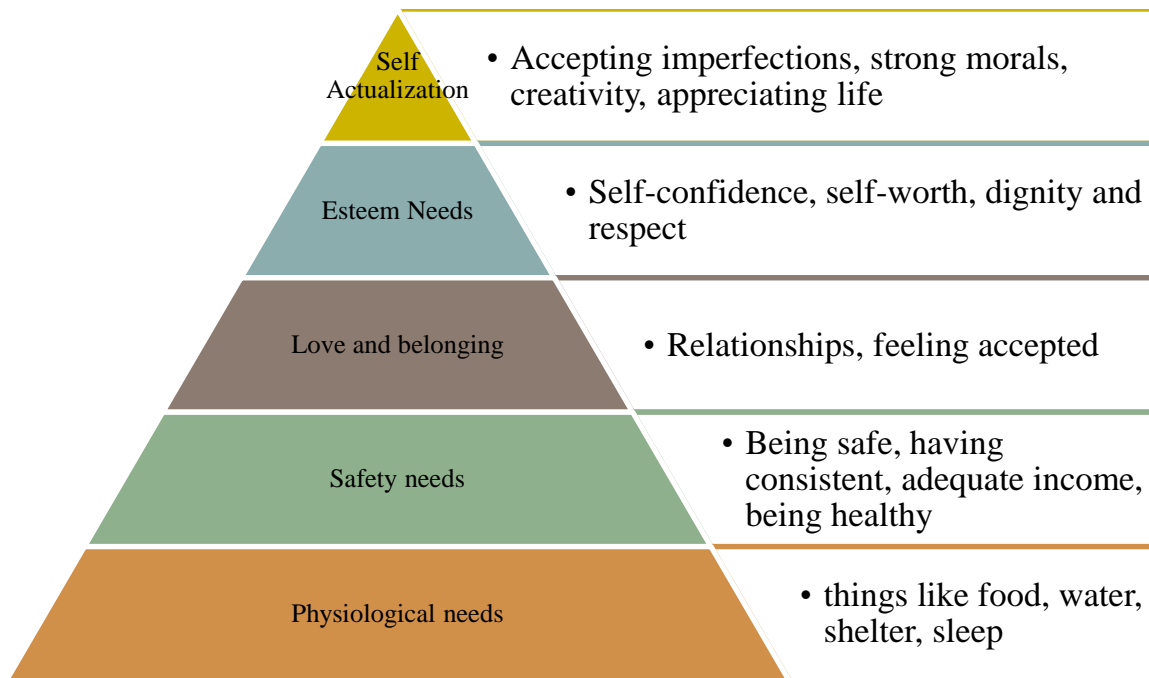 Self
Actualization
• Accepting imperfections, strong morals,
creativity, appreciating life
Esteem Needs
• Self-confidence, self-worth, dignity and
respect
Love and belonging
• Relationships, feeling accepted
Safety needs
• Being safe, having
consistent, adequate income,
being healthy
Physiological needs
• things like food, water,
shelter, sleep